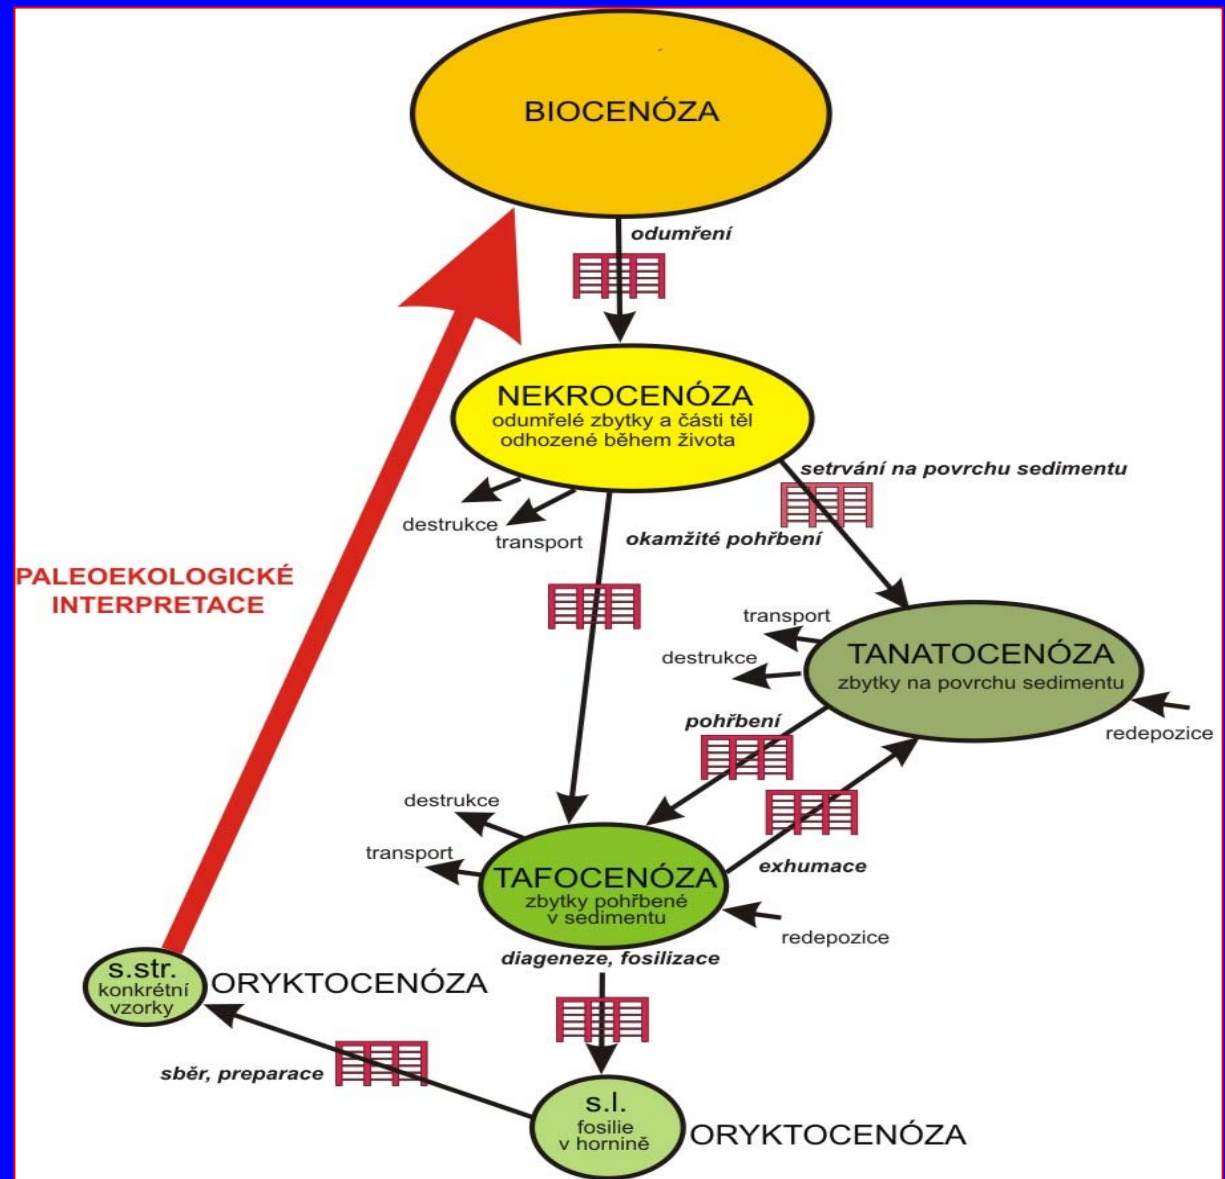 BIOCENÓZA
odumření
NEKROCENÓZA
odumřelé zbytky a části těl
odhozené během života
setrvání na povrchu sedimentu
destrukce
transport
okamžité pohřbení
PALEOEKOLOGICKÉ
INTERPRETACE
transport
destrukce
TANATOCENÓZA
zbytky na povrchu sedimentu
redepozice
pohřbení
destrukce
transport
exhumace
TAFOCENÓZA
zbytky pohřbené
v sedimentu
redepozice
diageneze, fosilizace
s.str.
konkrétní
vzorky
ORYKTOCENÓZA
sběr, preparace
s.l.
fosilie
v hornině
ORYKTOCENÓZA